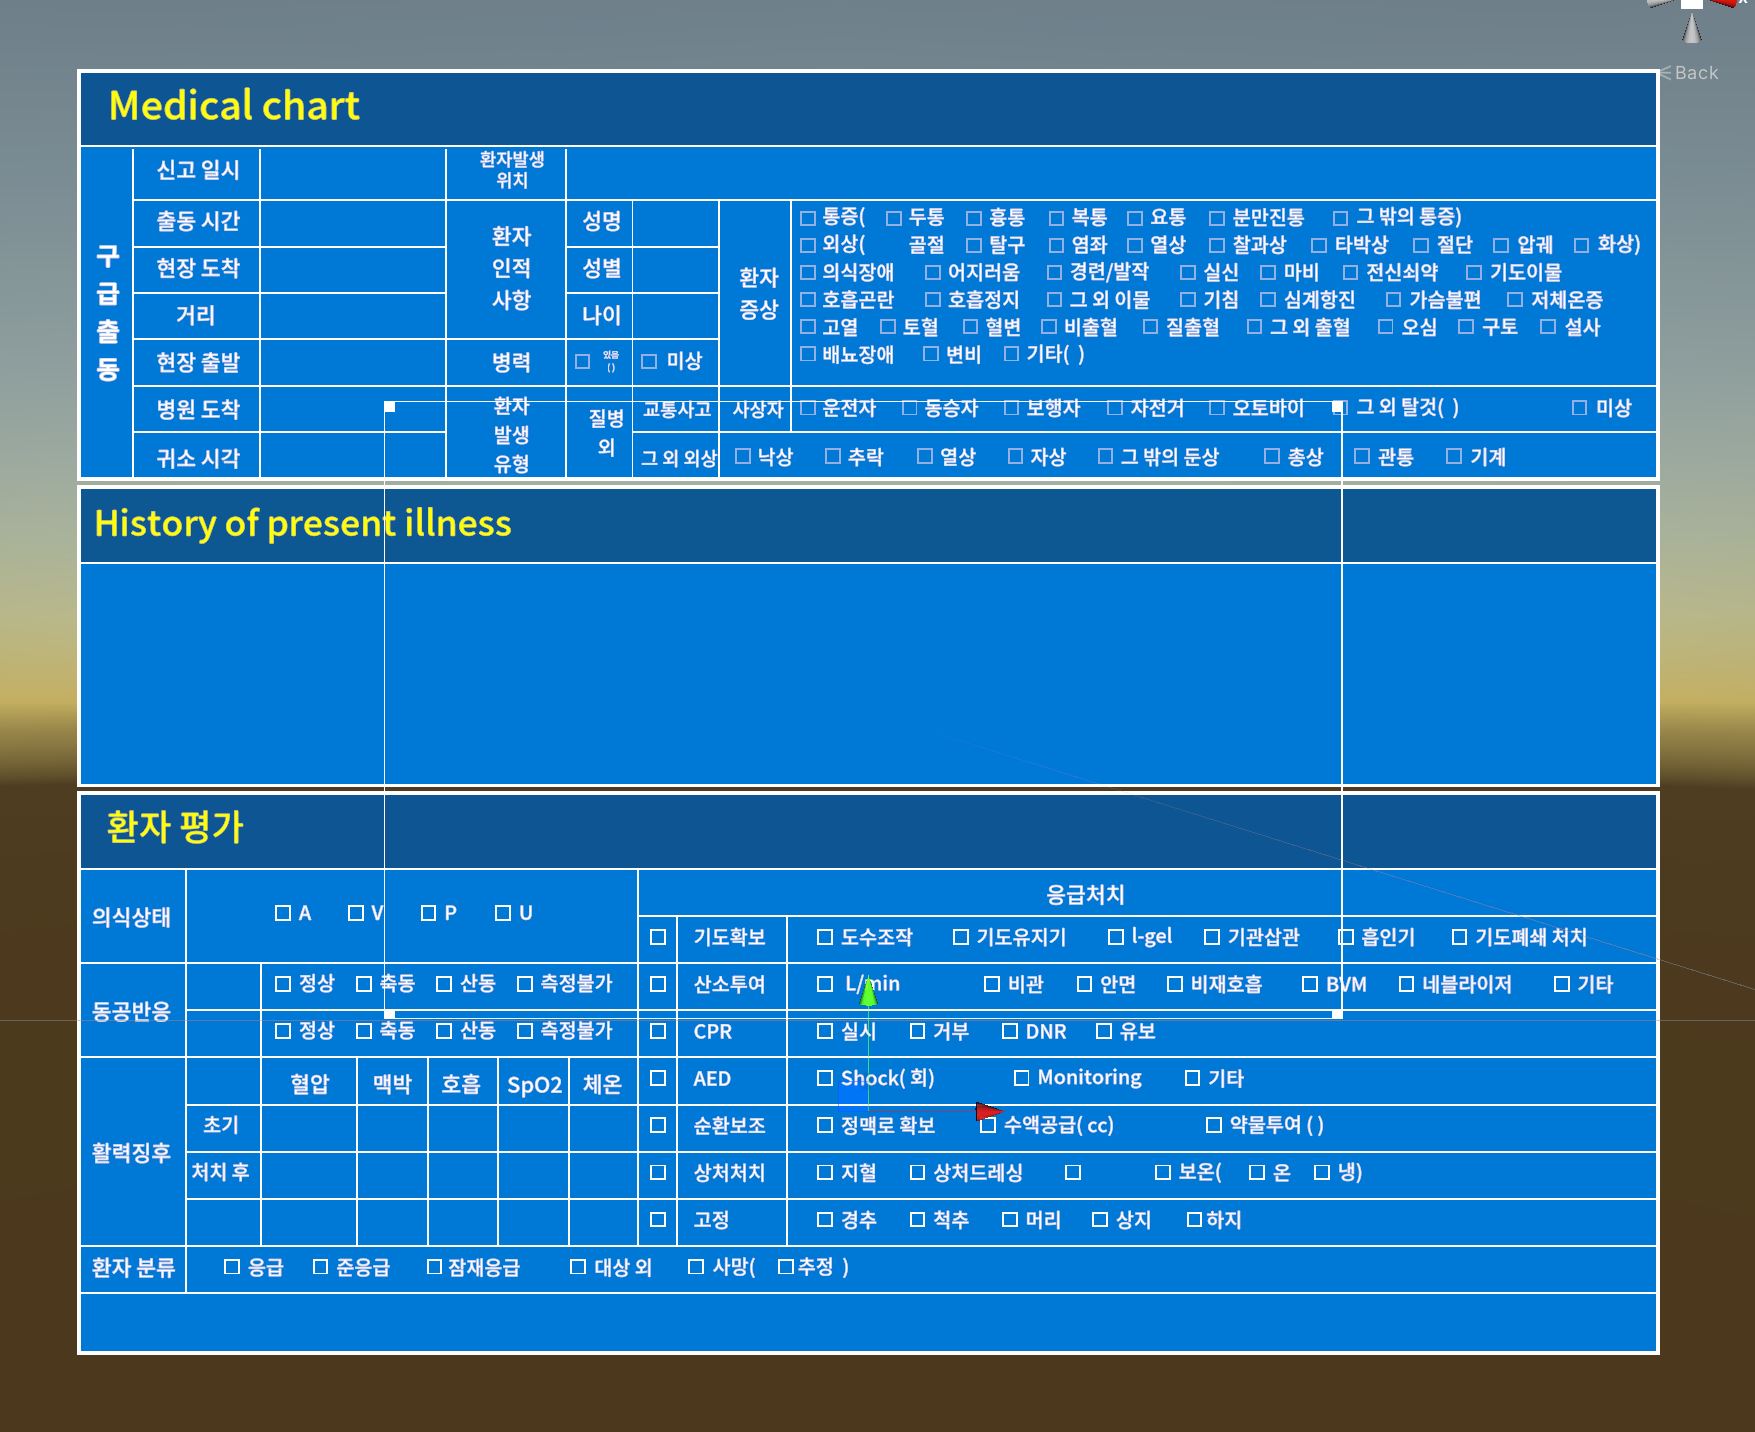 x
Back
Medical chart
구급출동
신고 일시
환자발생
위치
출동 시간
현장 도착
거리
현장 출발
병원 도착
귀소 시각
환자
인적
사항
성명
성별
나이
병력
있음
( )
미상
환자
증상
통증( 두통 흉통 복통 요통 분만진통 그 밖의 통증)
외상( 골절 탈구 염좌 열상 찰과상 타박상 절단 압궤 화상)
의식장애 어지러움 경련/발작 실신 마비 전신쇠약 기도이물
호흡곤란 호흡정지 그 외 이물 기침 심계항진 가슴불편 저체온증
고열 토혈 혈변 비출혈 질출혈 그 외 출혈 오심 구토 설사
배뇨장애 변비 기타( )
환자
발생
유형
질병
외
교통사고 사상자 운전자 동승자 보행자 자전거 오토바이 그 외 탈것( ) 미상
그 외 외상 낙상 추락 열상 자상 그 밖의 둔상 총상 관통 기계
History of present illness
환자 평가
의식상태 A V P U
응급처치
기도확보 도수조작 기도유지기 l-gel 기관삽관 흡인기 기도폐쇄 처치
동공반응
정상 축동 산동 측정불가
산소투여 L/min 비관 안면 비재호흡 BVM 네블라이저 기타
정상 축동 산동 측정불가
CPR 실시 거부 DNR 유보
활력징후
혈압 맥박 호흡 SpO2 체온
AED Shock( 회) Monitoring 기타
초기
순환보조 정맥로 확보 수액공급( cc) 약물투여 ( )
처치 후
상처처치 지혈 상처드레싱 보온( 온 냉)
고정 경추 척추 머리 상지 하지
환자 분류 응급 준응급 잠재응급 대상 외 사망( 추정 )